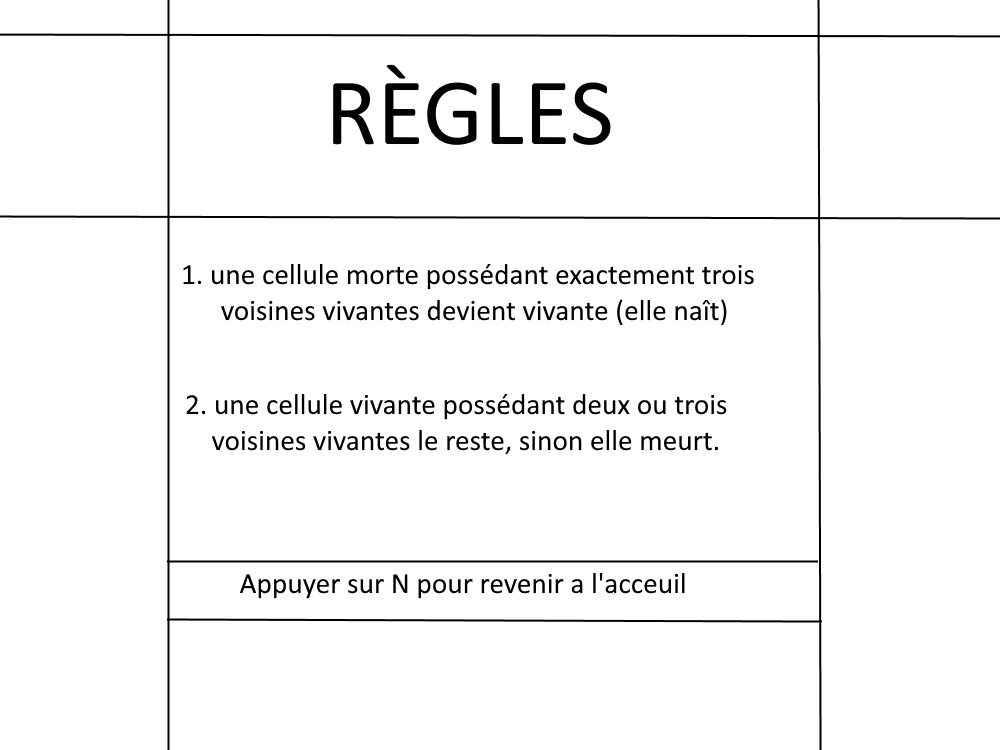 RÈGLES
1. une cellule morte possédant exactement trois
voisines vivantes devient vivante (elle naît)
2. une cellule vivante possédant deux ou trois
voisines vivantes le reste, sinon elle meurt.
Appuyer sur N pour revenir a l'acceuil